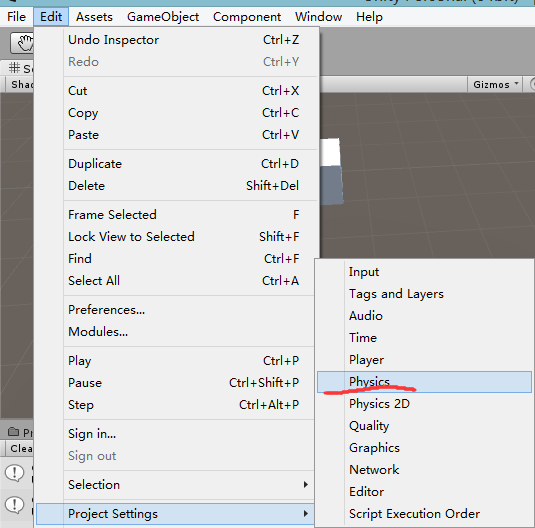 File Edit Assets GameObject Component Window Help
Gizmos
Undo Inspector Ctrl+Z
Redo Ctrl+Y
Cut Ctrl+X
Copy Ctrl+C
Paste Ctrl+V
Duplicate Ctrl+D
Delete Shift+Del
Frame Selected F
Lock View to Selected Shift+F
Find Ctrl+F
Select All Ctrl+A
Preferences...
Modules...
Play Ctrl+P
Pause Ctrl+Shift+P
Step Ctrl+Alt+P
Sign in...
Sign out
Selection
Project Settings
Input
Tags and Layers
Audio
Time
Player
Physics
Physics 2D
Quality
Graphics
Network
Editor
Script Execution Order
Clea